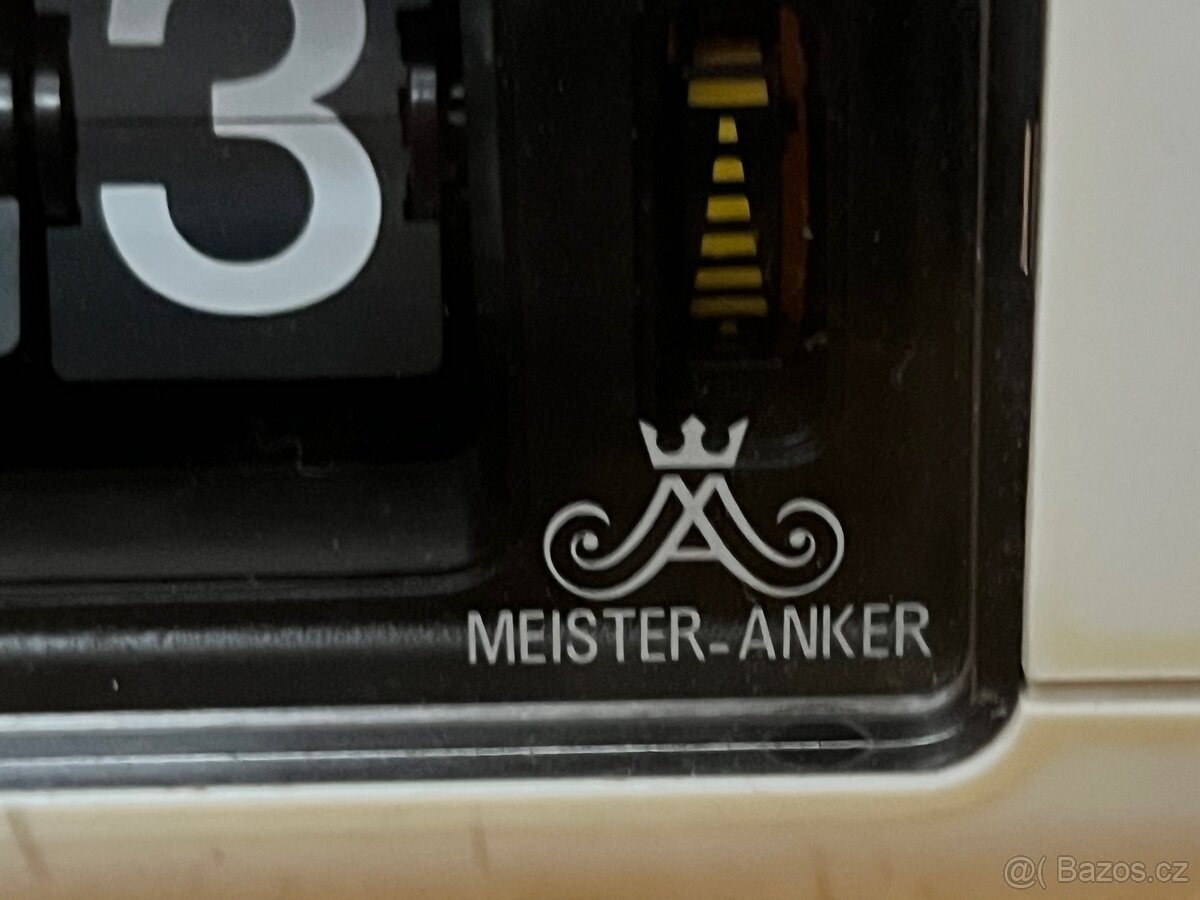 3
MEISTER-ANKER
@( Bazos.cz